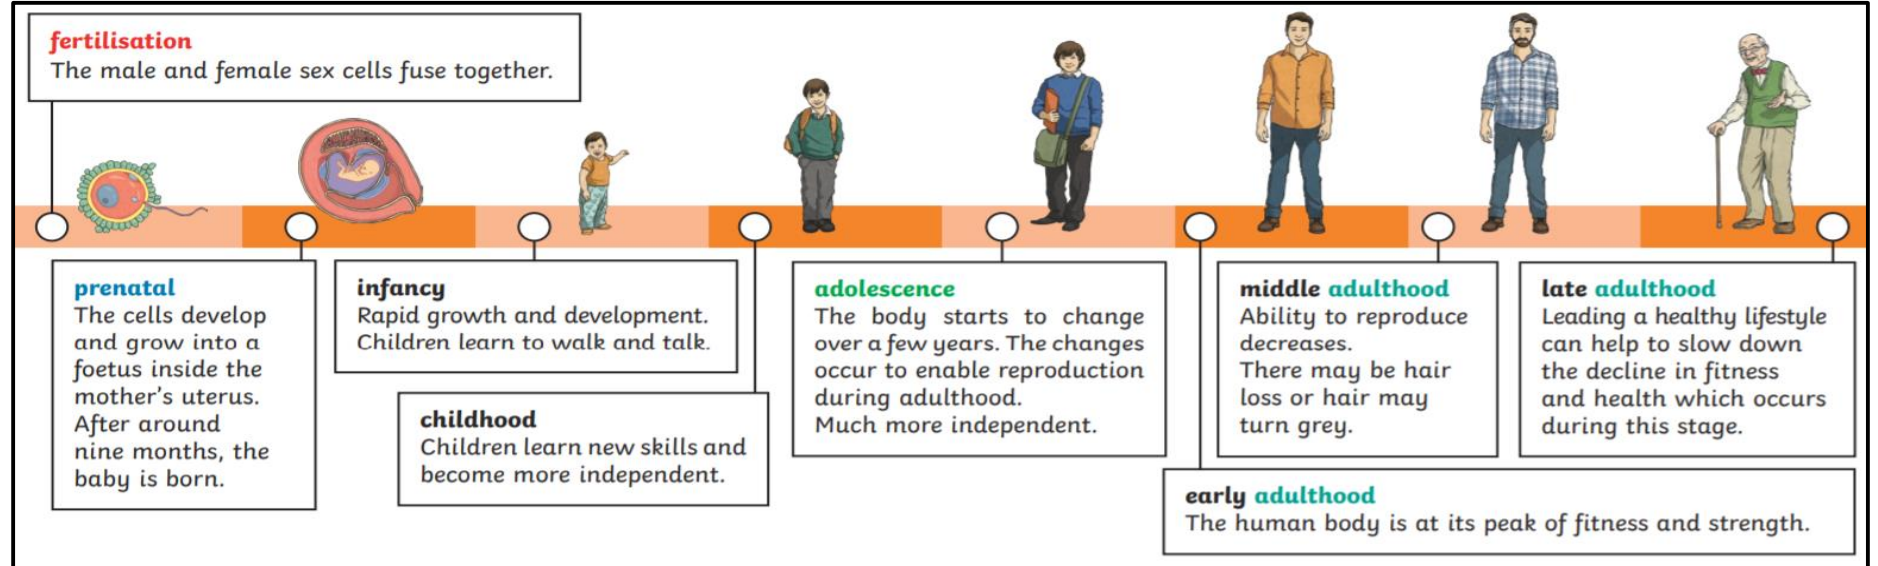 fertilisation
The male and female sex cells fuse together.
prenatal
The cells develop
and grow into a
foetus inside the
mother's uterus.
After around
nine months, the
baby is born.
infancy
Rapid growth and development.
Children learn to walk and talk.
childhood
Children learn new skills and
become more independent.
adolescence
The body starts to change
over a few years. The changes
occur to enable reproduction
during adulthood.
Much more independent.
early adulthood
The human body is at its peak of fitness and strength.
middle adulthood
Ability to reproduce
decreases.
There may be hair
loss or hair may
turn grey.
late adulthood
Leading a healthy lifestyle
can help to slow down
the decline in fitness
and health which occurs
during this stage.